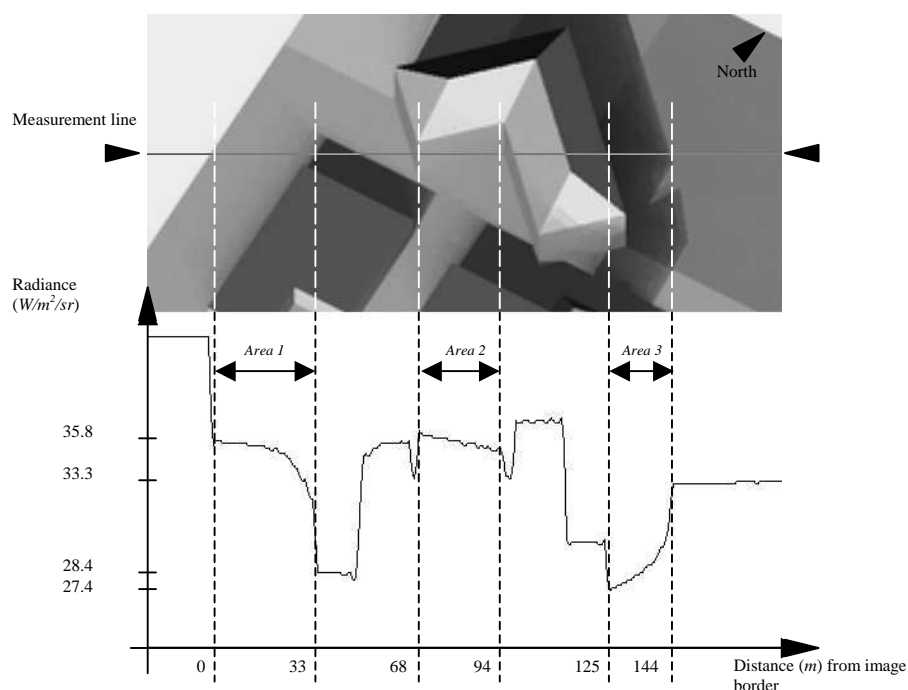 North
Measurement line
Radiance
(W/m²/sr)
Area 1
Area 2
Area 3
35.8
33.3
28.4
27.4
0
33
68
94
125
144
Distance (m) from image
border